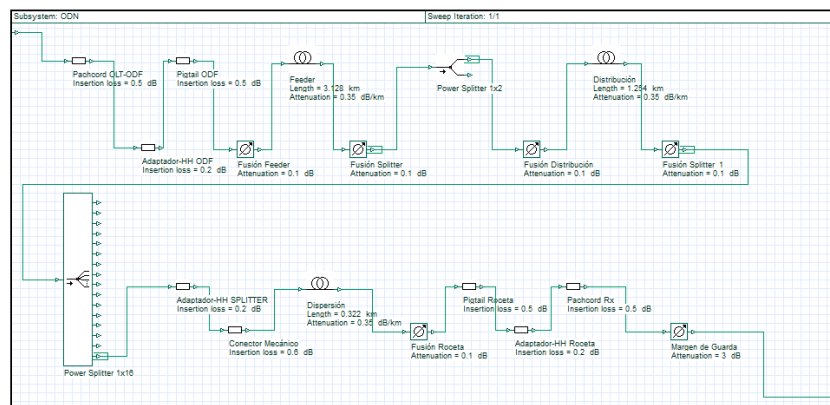 Subsystem: ODN
Sweep Iteration: 1/1
Pachcord OLT-ODF
Insertion loss = 0.5 dB
Pigtail ODF
Insertion loss = 0.5 dB
Feeder
Length = 3.128 km
Attenuation = 0.35 dB/km
Power Splitter 1x2
Distribución
Length = 1.254 km
Attenuation = 0.35 dB/km
Adaptador-HH ODF
Insertion loss = 0.2 dB
Fusión Feeder
Attenuation = 0.1 dB
Fusión Splitter
Attenuation = 0.1 dB
Fusión Distribución
Attenuation = 0.1 dB
Fusión Splitter 1
Attenuation = 0.1 dB
Adaptador-HH SPLITTER
Insertion loss = 0.2 dB
Dispersión
Length = 0.322 km
Attenuation = 0.35 dB/km
Pigtail Roceta
Insertion loss = 0.5 dB
Pachcord Rx
Insertion loss = 0.5 dB
Conector Mecánico
Insertion loss = 0.6 dB
Fusión Roceta
Attenuation = 0.1 dB
Adaptador-HH Roceta
Insertion loss = 0.2 dB
Margen de Guarda
Attenuation = 3 dB
Power Splitter 1x16